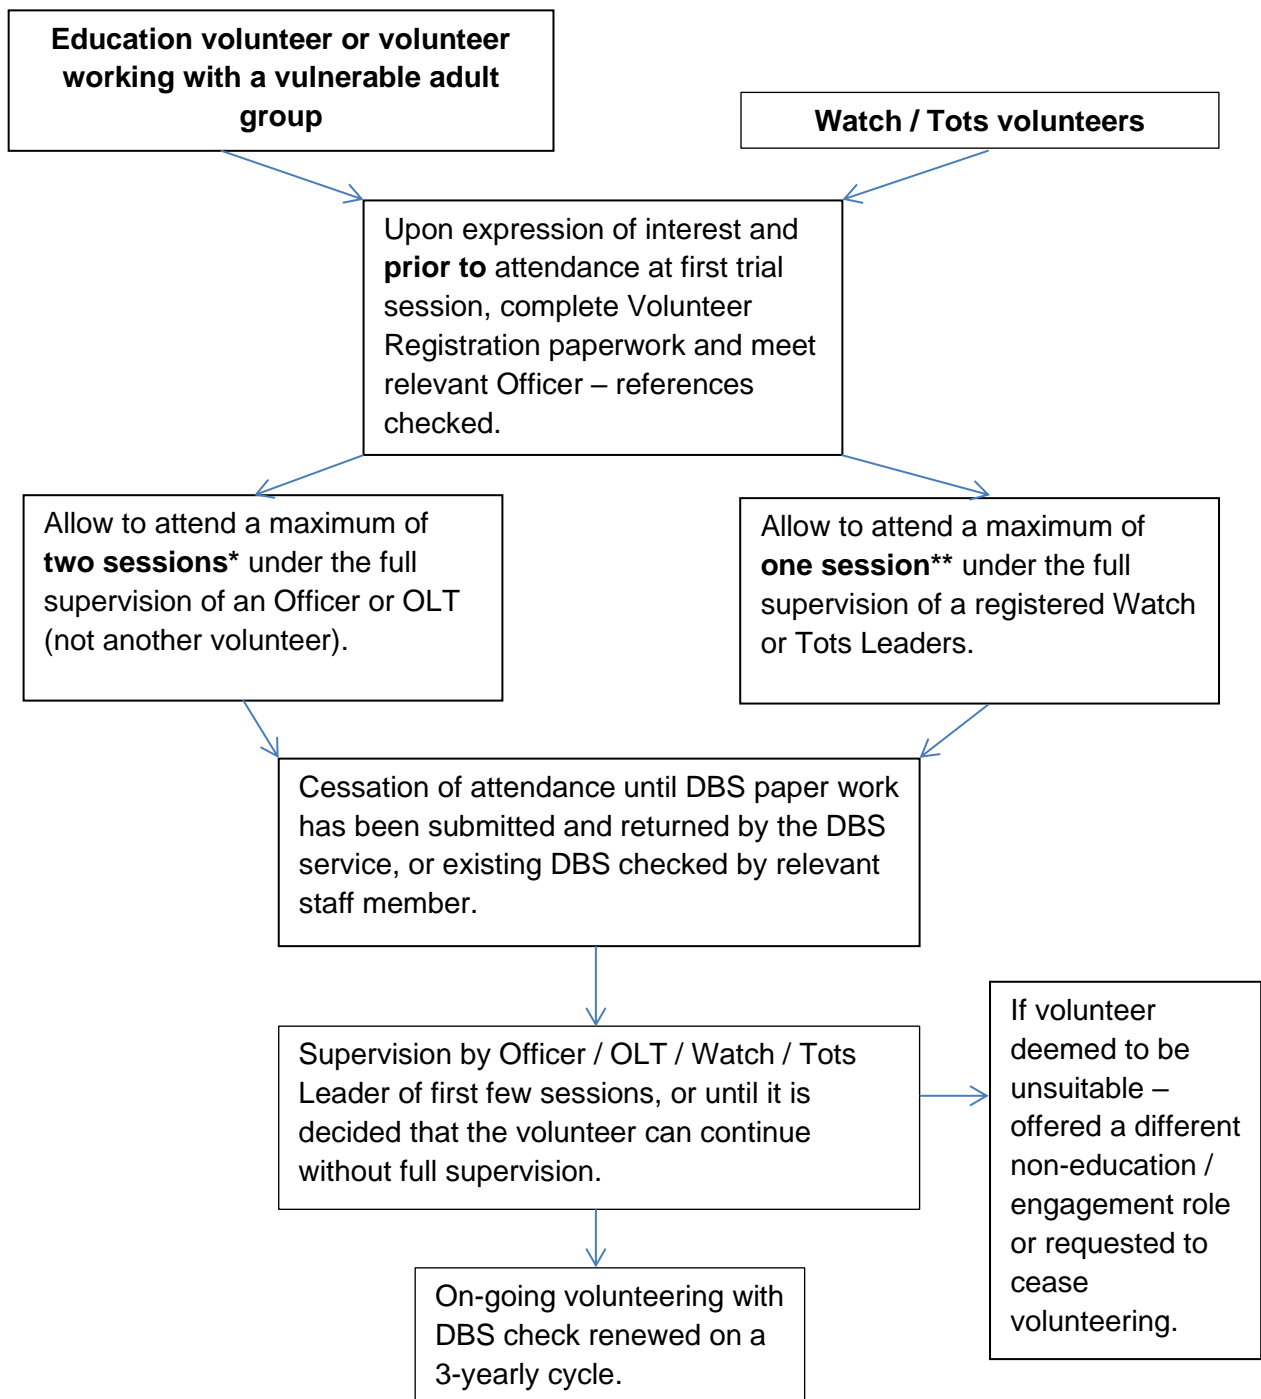 Education volunteer or volunteer
working with a vulnerable adult
group
Watch / Tots volunteers
Upon expression of interest and
prior to attendance at first trial
session, complete Volunteer
Registration paperwork and meet
relevant Officer – references
checked.
Allow to attend a maximum of
two sessions* under the full
supervision of an Officer or OLT
(not another volunteer).
Allow to attend a maximum of
one session** under the full
supervision of a registered Watch
or Tots Leaders.
Cessation of attendance until DBS paper work
has been submitted and returned by the DBS
service, or existing DBS checked by relevant
staff member.
Supervision by Officer / OLT / Watch / Tots
Leader of first few sessions, or until it is
decided that the volunteer can continue
without full supervision.
If volunteer
deemed to be
unsuitable –
offered a different
non-education /
engagement role
or requested to
cease
volunteering.
On-going volunteering with
DBS check renewed on a
3-yearly cycle.